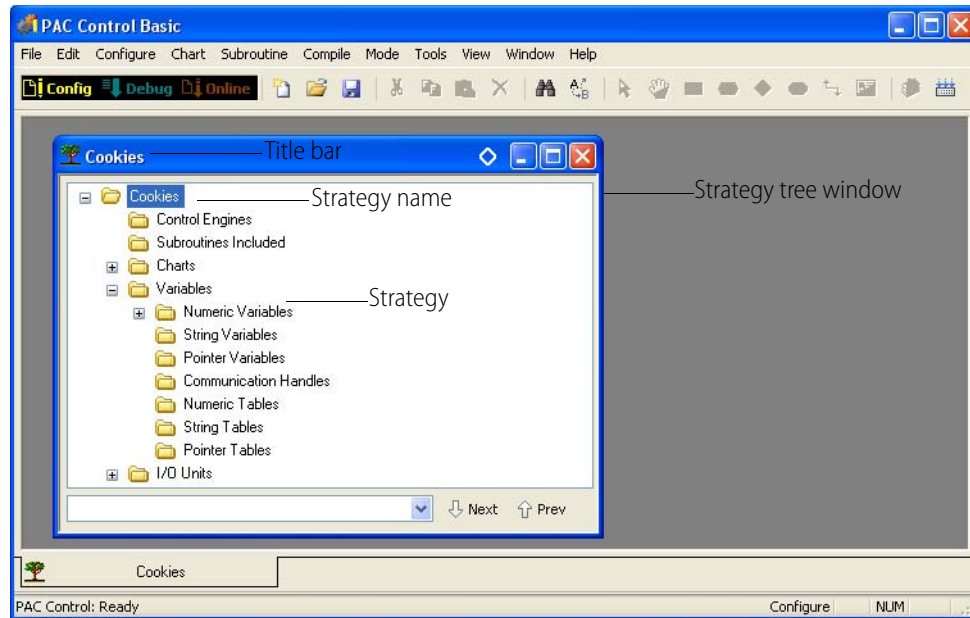 PAC Control Basic
File Edit Configure Chart Subroutine Compile Mode Tools View Window Help
Config Debug Online
Cookies Title bar
Cookies Strategy name
Strategy tree window
Control Engines
Subroutines Included
Charts
Variables
Strategy
Numeric Variables
String Variables
Pointer Variables
Communication Handles
Numeric Tables
String Tables
Pointer Tables
I/O Units
Next Prev
Cookies
PAC Control: Ready Configure NUM